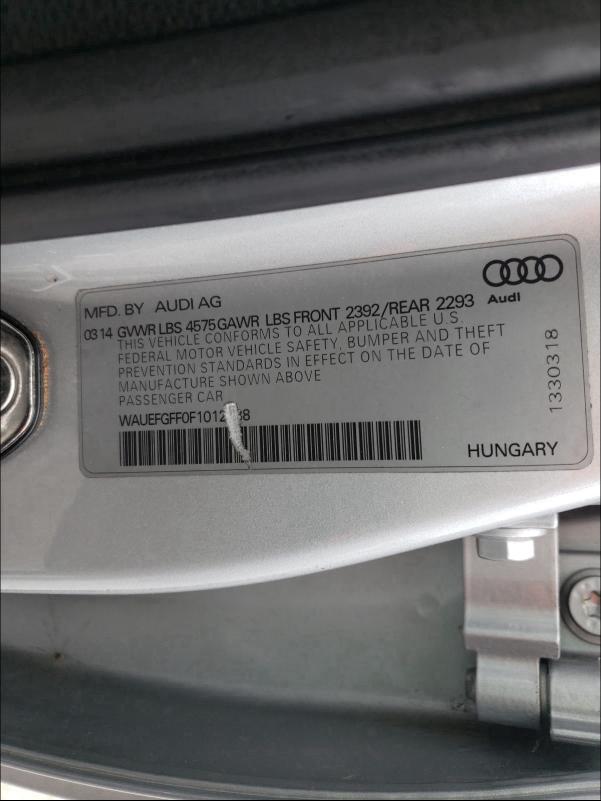 MFD. BY AUDI AG
Audi
0314 GVWR LBS 4575 GAWR LBS FRONT 2392/REAR 2293
THIS VEHICLE CONFORMS TO ALL APPLICABLE U.S.
FEDERAL MOTOR VEHICLE SAFETY, BUMPER AND THEFT
PREVENTION STANDARDS IN EFFECT ON THE DATE OF
MANUFACTURE SHOWN ABOVE
PASSENGER CAR
1330318
HUNGARY